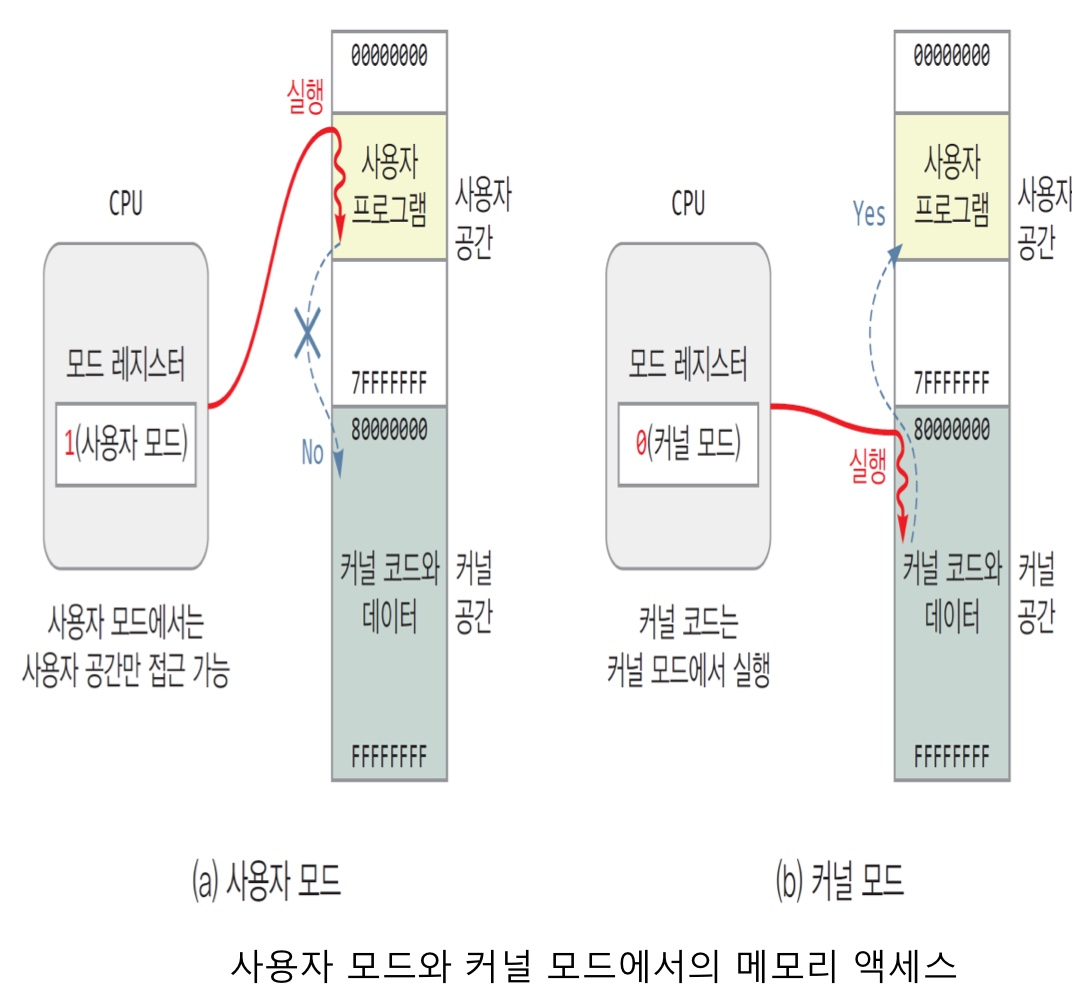 00000000
실행
사용자
프로그램
사용자
공간
CPU
모드 레지스터
1(사용자 모드)
7FFFFFFF
80000000
No
커널 코드와
데이터
커널
공간
사용자 모드에서는
사용자 공간만 접근 가능
FFFFFFFF
(a) 사용자 모드
00000000
사용자
프로그램
사용자
공간
Yes
CPU
모드 레지스터
0(커널 모드)
7FFFFFFF
80000000
실행
커널 코드와
데이터
커널
공간
커널 코드는
커널 모드에서 실행
FFFFFFFF
(b) 커널 모드
사용자 모드와 커널 모드에서의 메모리 액세스